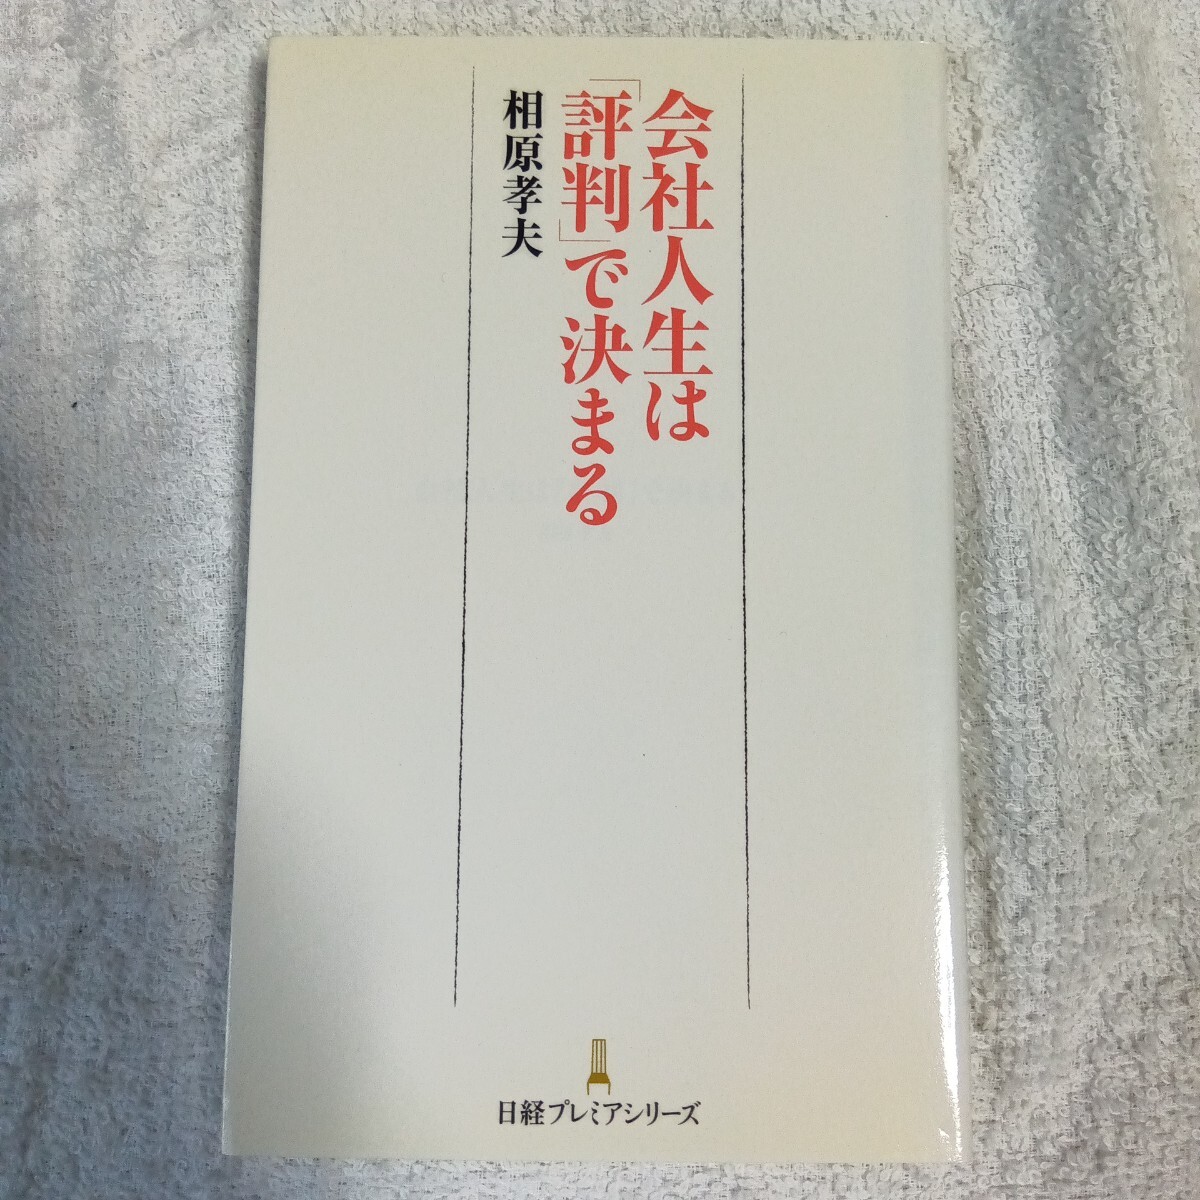 会社人生は
「評判」で決まる
相原孝夫
日経プレミアシリーズ